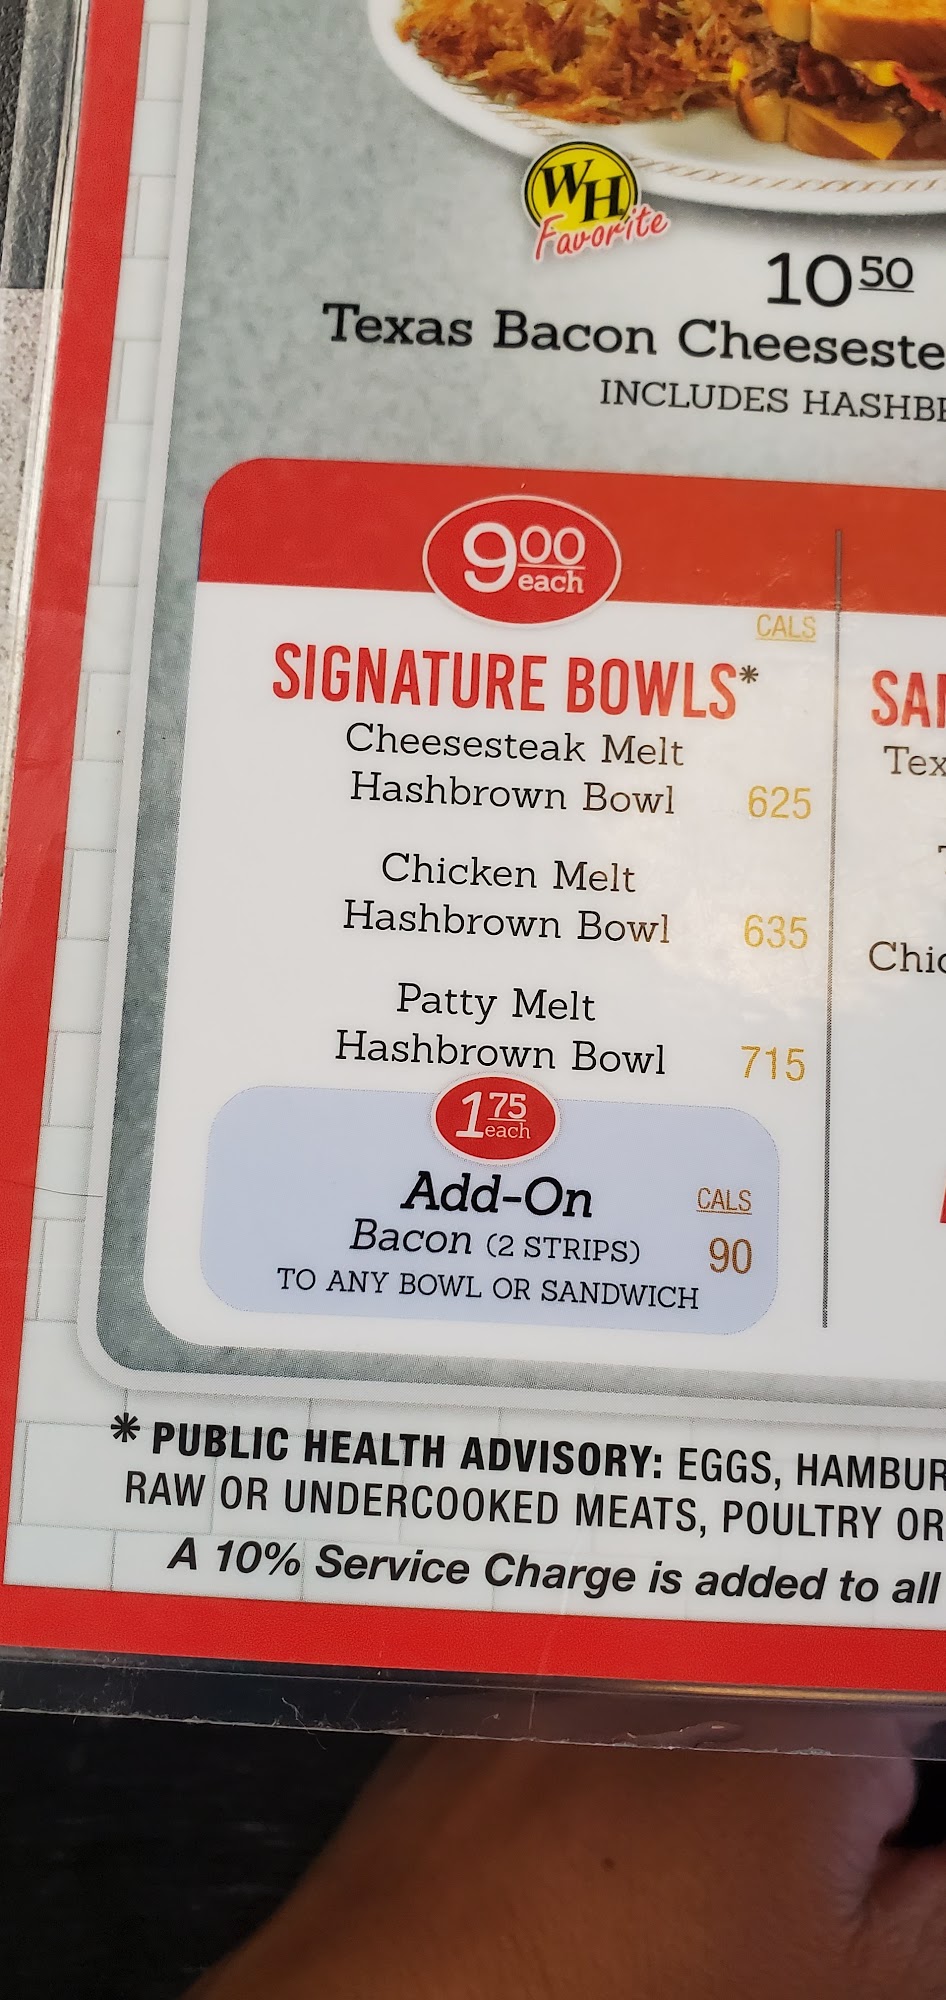 WH
Favorite
10 50
Texas Bacon
INCLUDES
9 00
each
CALS
SIGNATURE BOWLS*
Cheesesteak Melt
Hashbrown Bowl 625
Chicken Melt
Hashbrown Bowl 635
Patty Melt
Hashbrown Bowl 715
1 75
each
Add-On CALS
Bacon (2 STRIPS) 90
TO ANY BOWL OR SANDWICH
* PUBLIC HEALTH ADVISORY: EGGS,
RAW OR UNDERCOOKED MEATS, POULTRY OR
A 10% Service Charge is added to all